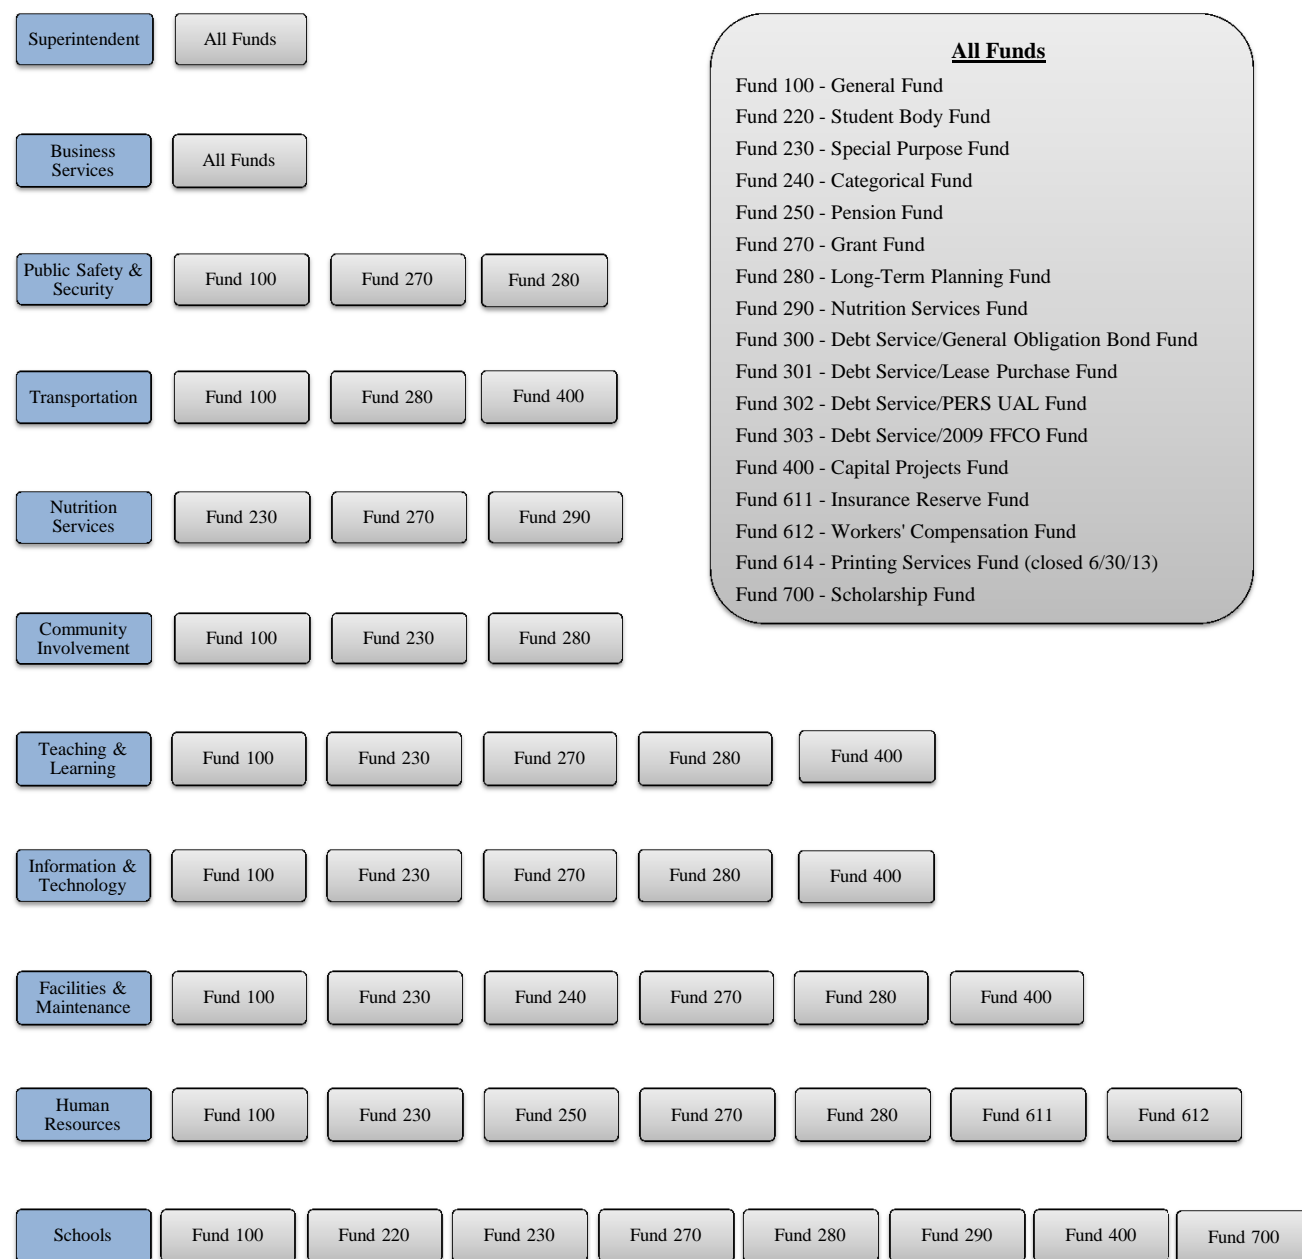 Superintendent
All Funds
Business
Services
All Funds
Public Safety &
Security
Fund 100
Fund 270
Fund 280
Transportation
Fund 100
Fund 280
Fund 400
Nutrition
Services
Fund 230
Fund 270
Fund 290
Community
Involvement
Fund 100
Fund 230
Fund 280
All Funds
Fund 100 - General Fund
Fund 220 - Student Body Fund
Fund 230 - Special Purpose Fund
Fund 240 - Categorical Fund
Fund 250 - Pension Fund
Fund 270 - Grant Fund
Fund 280 - Long-Term Planning Fund
Fund 290 - Nutrition Services Fund
Fund 300 - Debt Service/General Obligation Bond Fund
Fund 301 - Debt Service/Lease Purchase Fund
Fund 302 - Debt Service/PERS UAL Fund
Fund 303 - Debt Service/2009 FFCO Fund
Fund 400 - Capital Projects Fund
Fund 611 - Insurance Reserve Fund
Fund 612 - Workers' Compensation Fund
Fund 614 - Printing Services Fund (closed 6/30/13)
Fund 700 - Scholarship Fund
Teaching &
Learning
Fund 100
Fund 230
Fund 270
Fund 280
Fund 400
Information &
Technology
Fund 100
Fund 230
Fund 270
Fund 280
Fund 400
Facilities &
Maintenance
Fund 100
Fund 230
Fund 240
Fund 270
Fund 280
Fund 400
Human
Resources
Fund 100
Fund 230
Fund 250
Fund 270
Fund 280
Fund 611
Fund 612
Schools
Fund 100
Fund 220
Fund 230
Fund 270
Fund 280
Fund 290
Fund 400
Fund 700